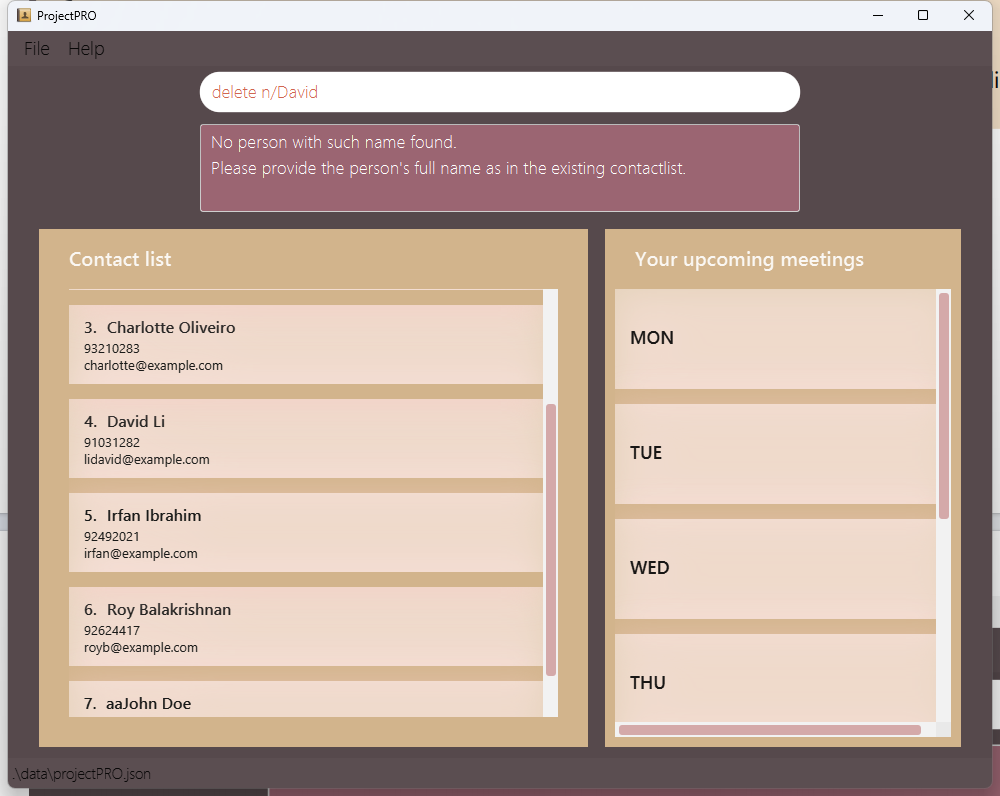 ProjectPRO
File Help
delete n/David
No person with such name found.
Please provide the person's full name as in the existing contactlist.
Contact list
3. Charlotte Oliveiro
93210283
charlotte@example.com
4. David Li
91031282
lidavid@example.com
5. Irfan Ibrahim
92492021
irfan@example.com
6. Roy Balakrishnan
92624417
royb@example.com
7. aaJohn Doe
Your upcoming meetings
MON
TUE
WED
THU
.\data\projectPRO.json